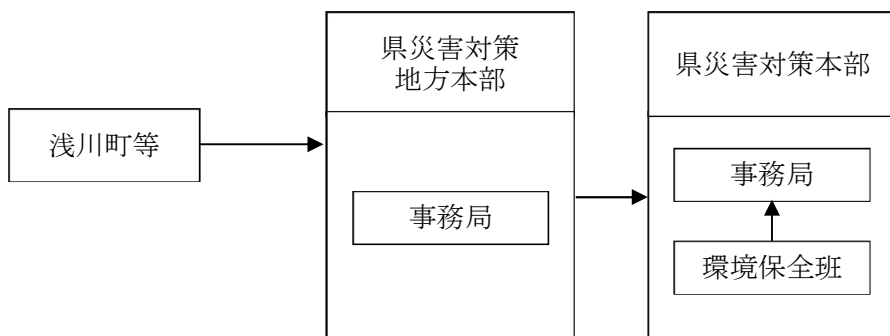 浅川町等
県災害対策
地方本部
事務局
県災害対策本部
事務局
環境保全班